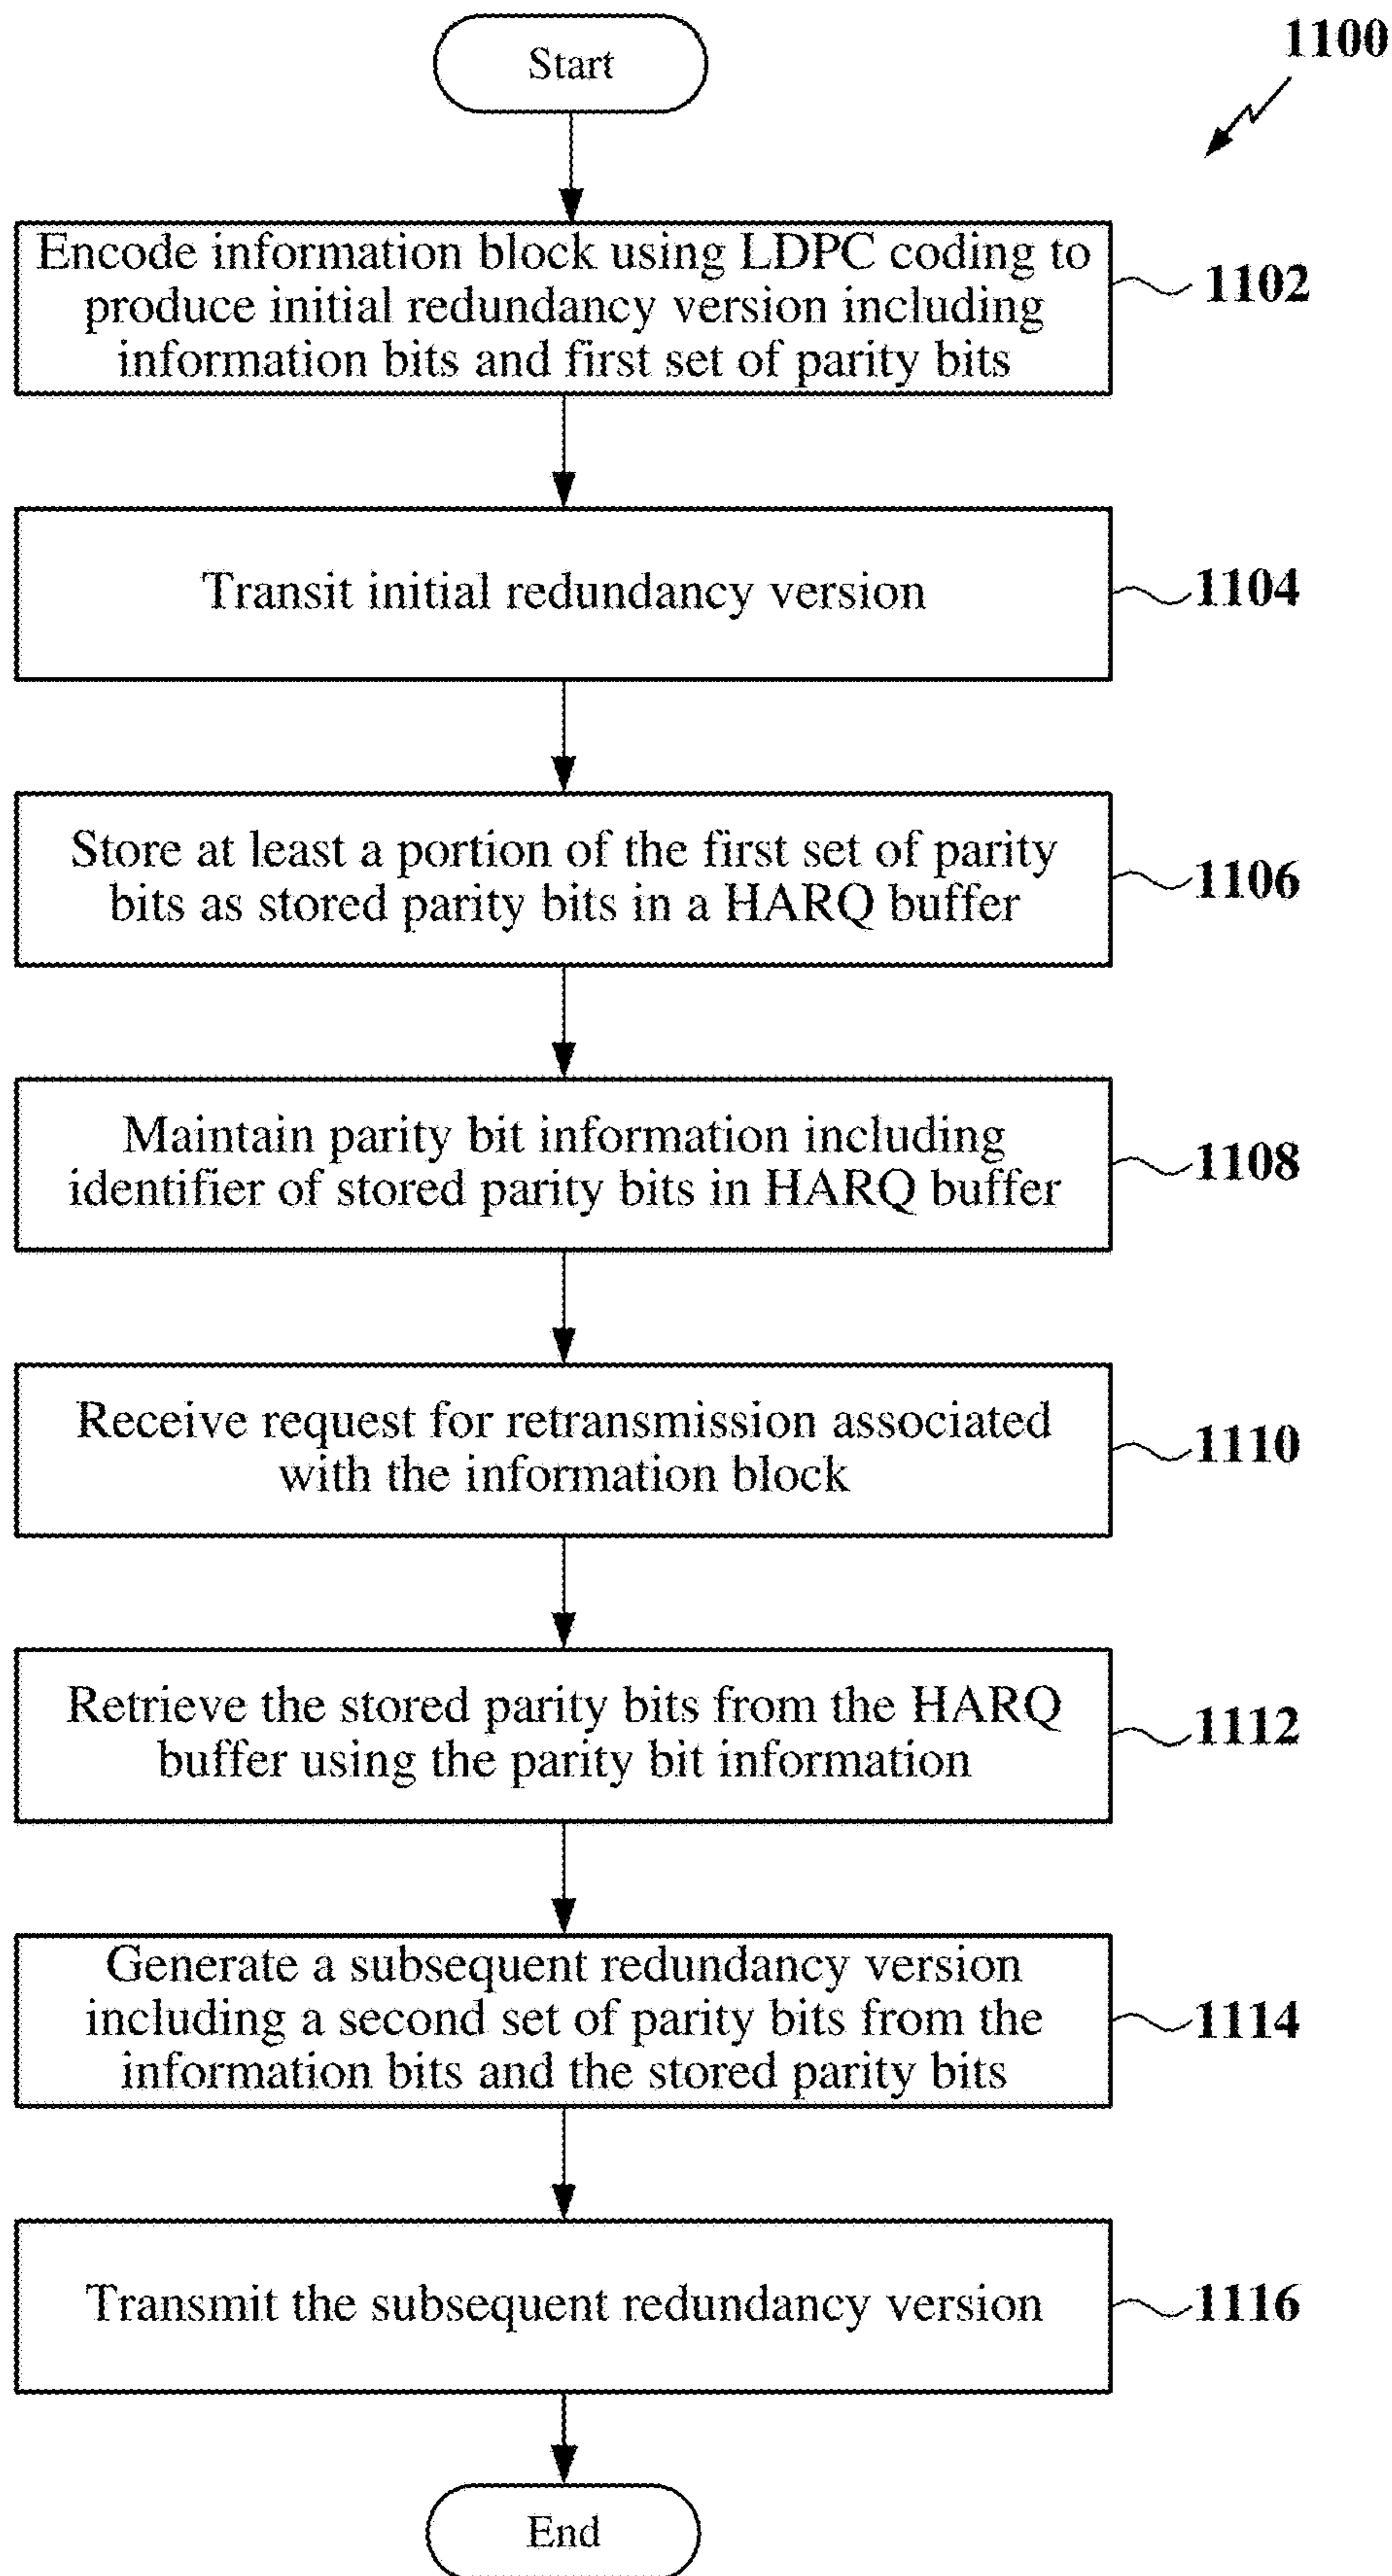 1100
Start
Encode information block using LDPC coding to
produce initial redundancy version including
information bits and first set of parity bits
1102
Transit initial redundancy version
1104
Store at least a portion of the first set of parity
bits as stored parity bits in a HARQ buffer
1106
Maintain parity bit information including
identifier of stored parity bits in HARQ buffer
1108
Receive request for retransmission associated
with the information block
1110
Retrieve the stored parity bits from the HARQ
buffer using the parity bit information
1112
Generate a subsequent redundancy version
including a second set of parity bits from the
information bits and the stored parity bits
1114
Transmit the subsequent redundancy version
1116
End